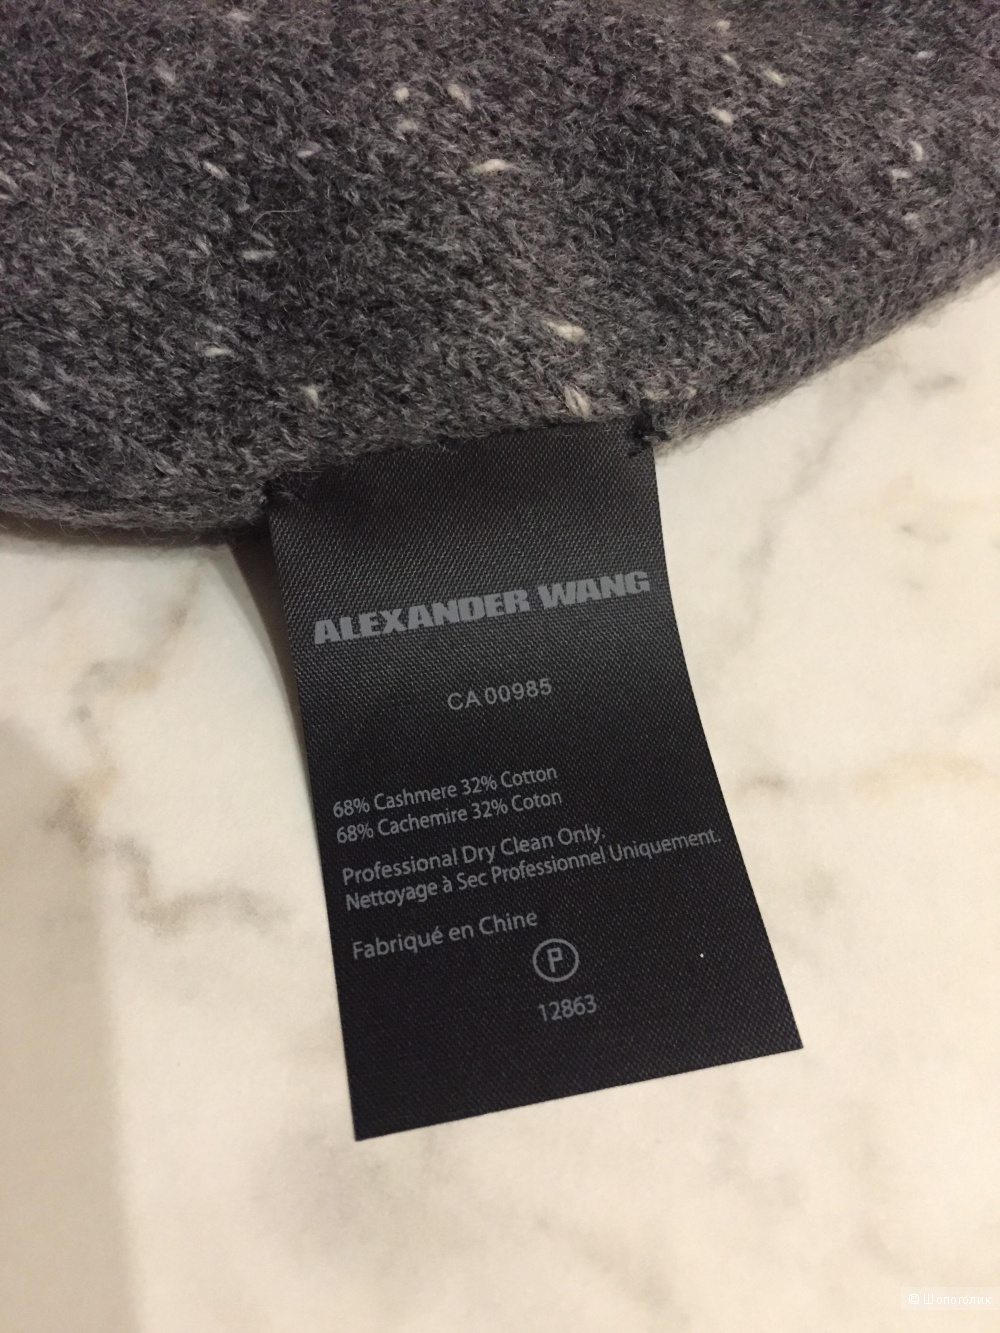 ALEXANDER WANG
CA 00985
68% Cashmere 32% Cotton
68% Cachemire 32% Coton
Professional Dry Clean Only.
Nettoyage à Sec Professionnel Uniquement.
Fabriqué en Chine
P
12863
© Шопоголик